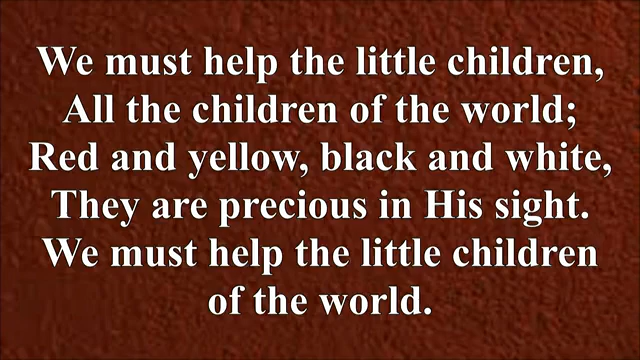 We must help the little children,
All the children of the world;
Red and yellow, black and white,
They are precious in His sight.
We must help the little children
of the world.